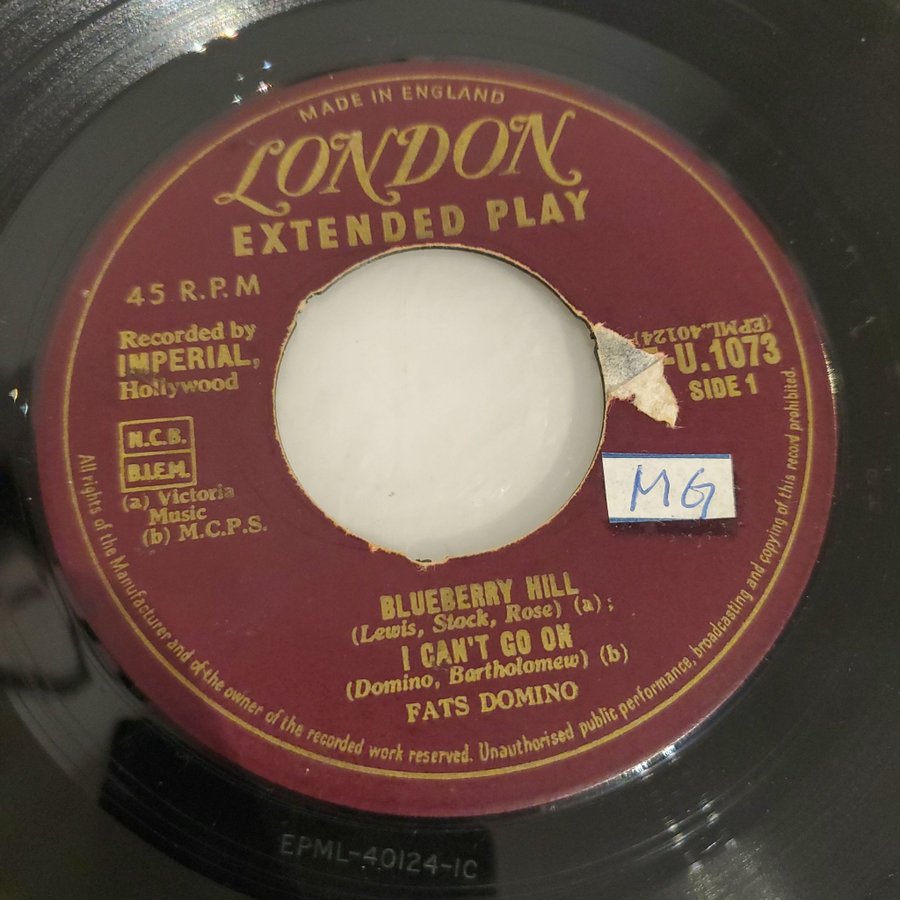 MADE IN ENGLAND
LONDON
EXTENDED PLAY
45 R.P.M
Recorded by
IMPERIAL,
Hollywood
N.C.B.
B.I.E.M.
(a) Victoria
Music
(b) M.C.P.S.
(EPML.40124)
-U.1073
SIDE 1
MG
BLUEBERRY HILL
(Lewis, Stock, Rose) (a);
I CAN'T GO ON
(Domino, Bartholomew) (b)
FATS DOMINO
All rights of the Manufacturer and of the owner of the recorded work reserved. Unauthorised public performance, broadcasting and copying of this record prohibited.
EPML-40124-1C